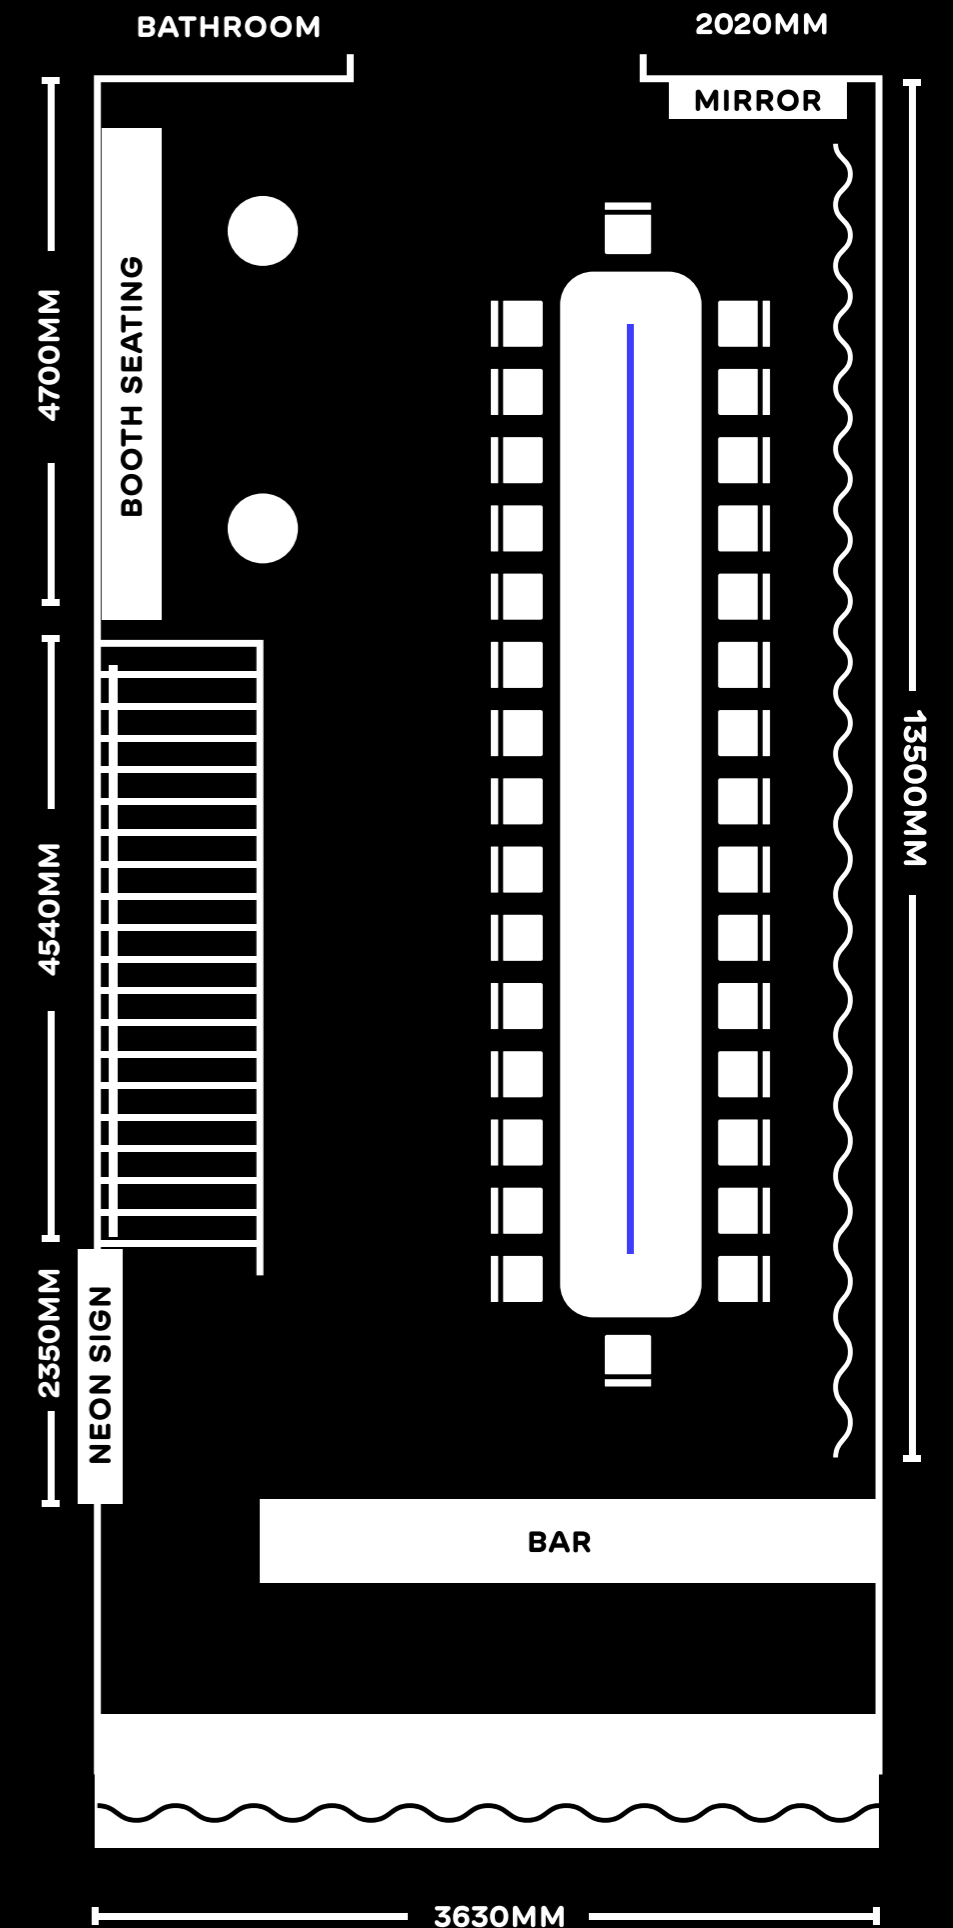 BATHROOM
2020MM
MIRROR
4700MM
BOOTH SEATING
13500MM
4540MM
2350MM
NEON SIGN
BAR
3630MM